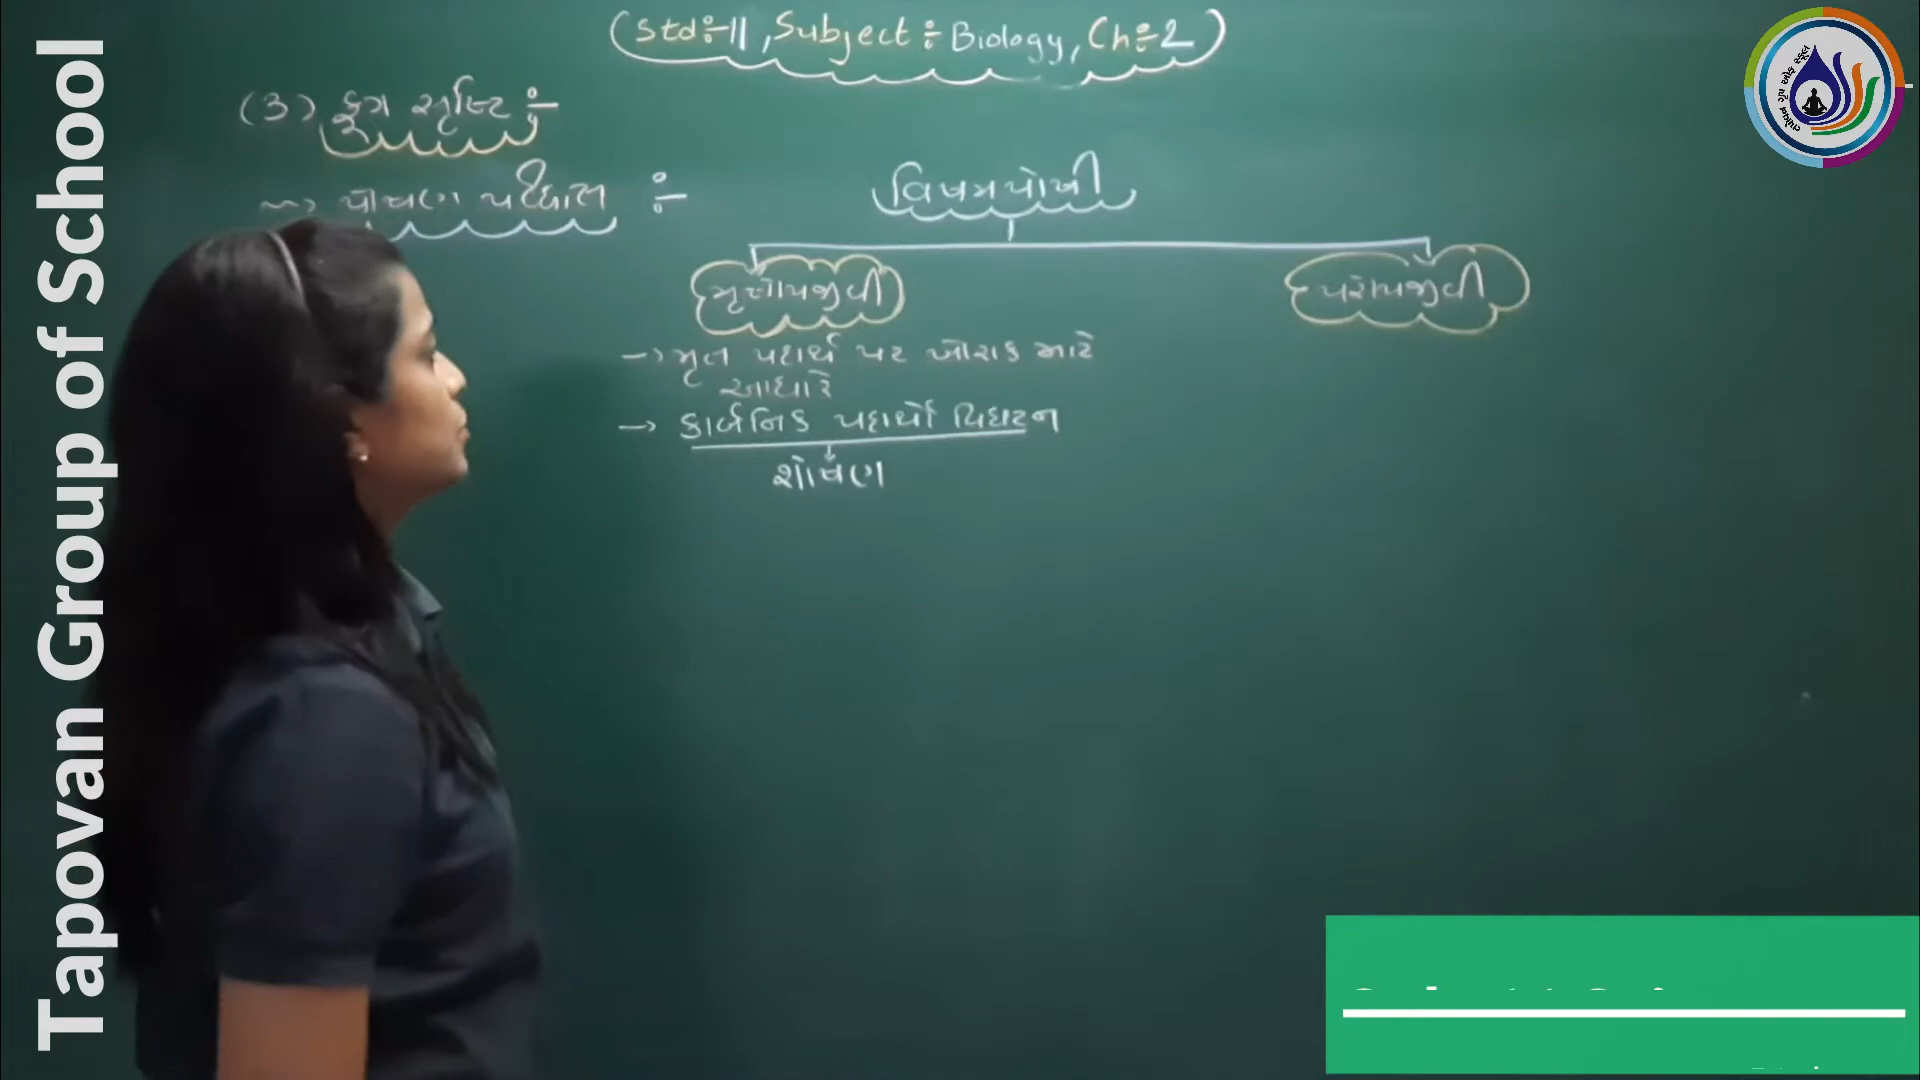 Tapovan Group of School
(Std:-11, Subject :- Biology, Ch:-2)
(૩) ફૂગ સૃષ્ટિ :-
પોષણ પદ્ધતિ :-
વિષમપોષી
મૃતોપજીવી
પરોપજીવી
→ મૃત પદાર્થ પર ખોરાક માટે
આધારે
→ કાર્બનિક પદાર્થો વિઘટન
શોષણ